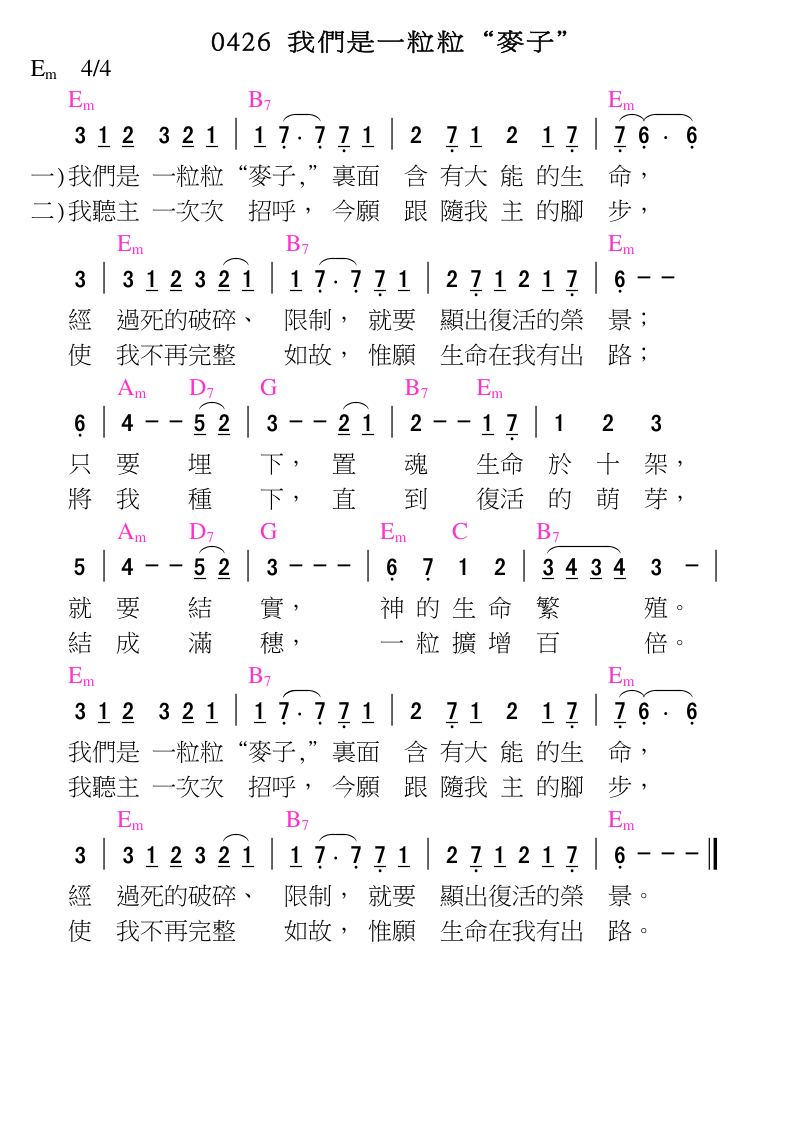 0426 我們是一粒粒“麥子”
Em 4/4
Em B7 Em
3 1 2 3 2 1 | 1 7 · 7 7 1 | 2 7 1 2 1 7 | 7 6 · 6
一)我們是 一粒粒“麥子,”裏面 含 有大 能 的生 命，
二)我聽主 一次次 招呼， 今願 跟 隨我 主 的腳 步，
Em B7 Em
3 | 3 1 2 3 2 1 | 1 7 · 7 7 1 | 2 7 1 2 1 7 | 6 – –
經 過死的破碎、 限制， 就要 顯出復活的榮 景；
使 我不再完整 如故， 惟願 生命在我有出 路；
Am D7 G B7 Em
6 | 4 – – 5 2 | 3 – – 2 1 | 2 – – 1 7 | 1 2 3
只 要 埋 下， 置 魂 生命 於 十 架，
將 我 種 下， 直 到 復活 的 萌 芽，
Am D7 G Em C B7
5 | 4 – – 5 2 | 3 – – – | 6 7 1 2 | 3 4 3 4 3 – |
就 要 結 實， 神 的 生 命 繁 殖。
結 成 滿 穗， 一 粒 擴 增 百 倍。
Em B7 Em
3 1 2 3 2 1 | 1 7 · 7 7 1 | 2 7 1 2 1 7 | 7 6 · 6
我們是 一粒粒“麥子,”裏面 含 有大 能 的生 命，
我聽主 一次次 招呼， 今願 跟 隨我 主 的腳 步，
Em B7 Em
3 | 3 1 2 3 2 1 | 1 7 · 7 7 1 | 2 7 1 2 1 7 | 6 – – – ‖
經 過死的破碎、 限制， 就要 顯出復活的榮 景。
使 我不再完整 如故， 惟願 生命在我有出 路。